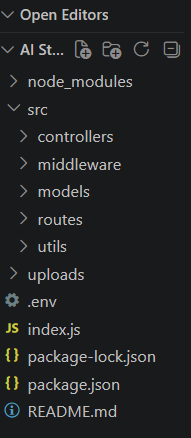 Open Editors
AI St...
node_modules
src
controllers
middleware
models
routes
utils
uploads
.env
JS index.js
{} package-lock.json
{} package.json
README.md